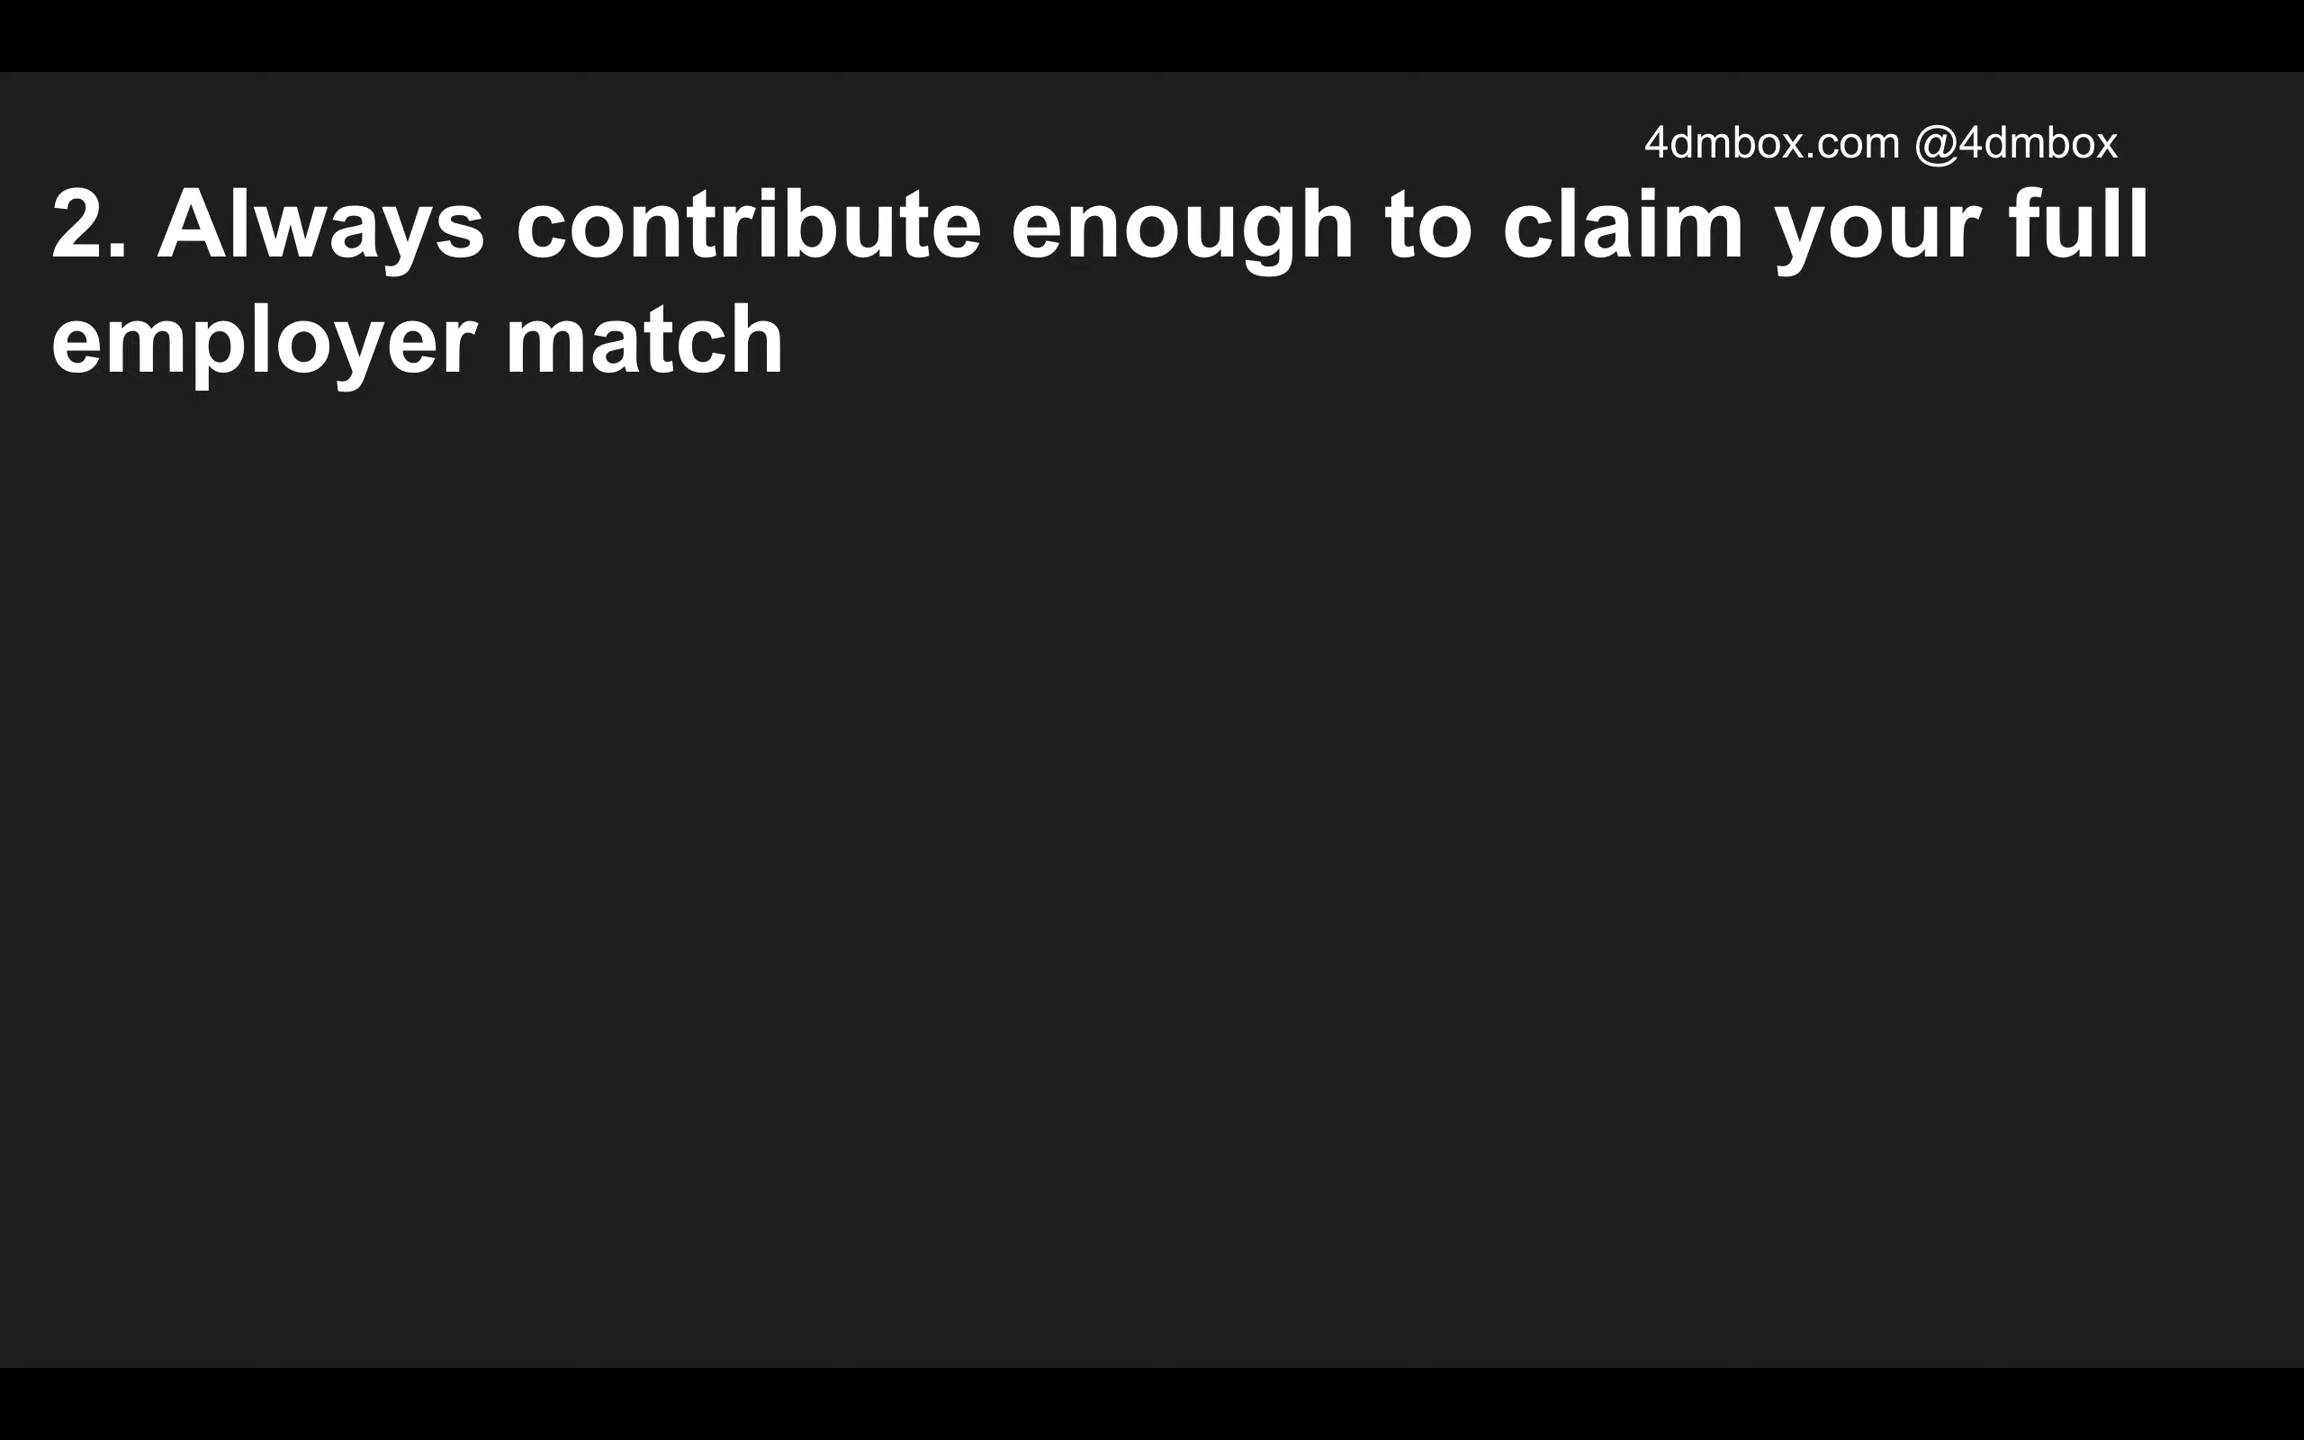 4dmbox.com @4dmbox
2. Always contribute enough to claim your full
employer match